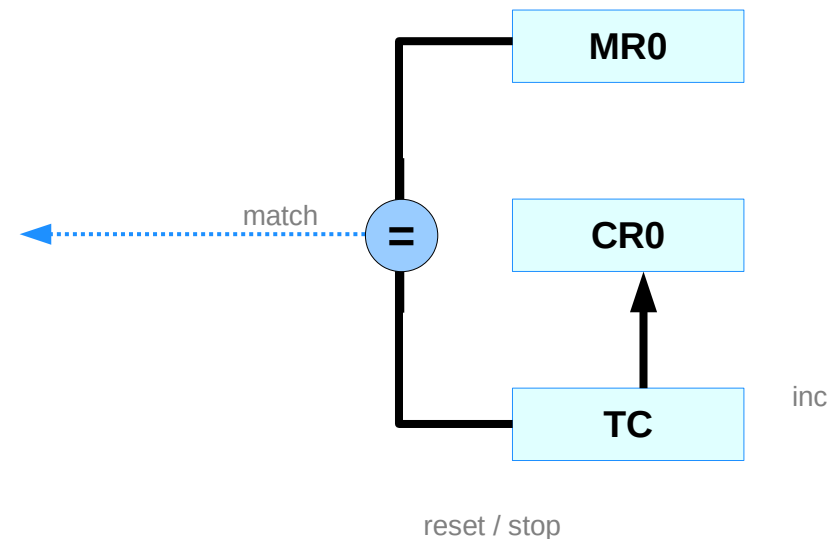 MR0
match
=
CR0
inc
TC
reset / stop